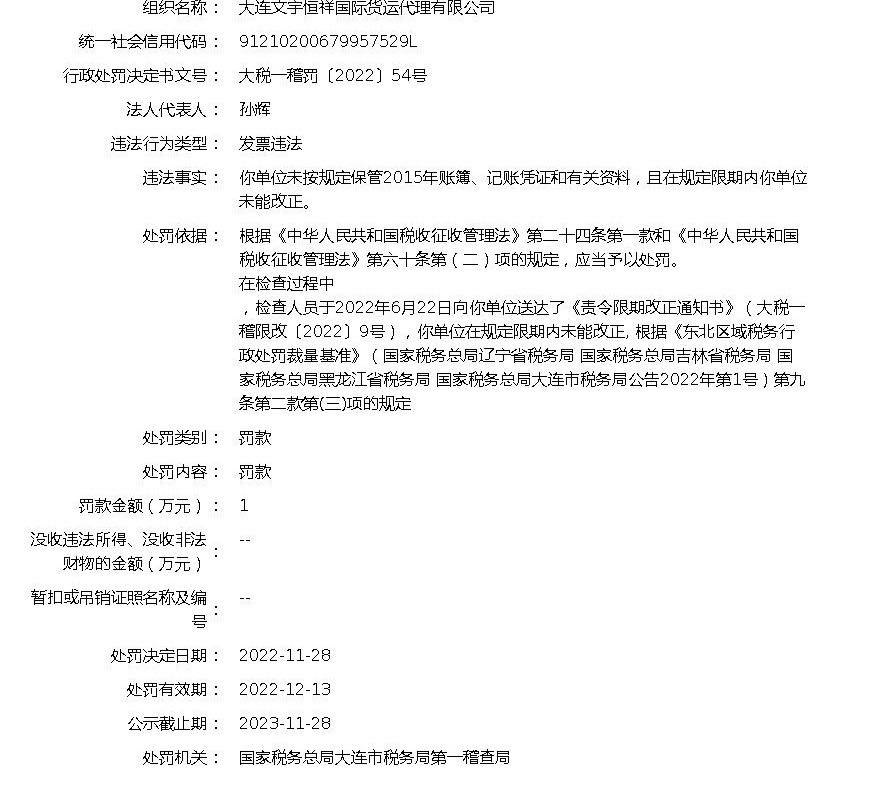 组织名称： 大连文宇恒祥国际货运代理有限公司
统一社会信用代码： 91210200679957529L
行政处罚决定书文号： 大税一稽罚〔2022〕54号
法人代表人： 孙辉
违法行为类型： 发票违法
违法事实： 你单位未按规定保管2015年账簿、记账凭证和有关资料，且在规定限期内你单位
未能改正。
处罚依据： 根据《中华人民共和国税收征收管理法》第二十四条第一款和《中华人民共和国
税收征收管理法》第六十条第（二）项的规定，应当予以处罚。
在检查过程中
，检查人员于2022年6月22日向你单位送达了《责令限期改正通知书》（大税一
稽限改〔2022〕9号），你单位在规定限期内未能改正, 根据《东北区域税务行
政处罚裁量基准》（国家税务总局辽宁省税务局 国家税务总局吉林省税务局 国
家税务总局黑龙江省税务局 国家税务总局大连市税务局公告2022年第1号）第九
条第二款第(三)项的规定
处罚类别： 罚款
处罚内容： 罚款
罚款金额（万元）： 1
没收违法所得、没收非法
财物的金额（万元）： --
暂扣或吊销证照名称及编
号： --
处罚决定日期： 2022-11-28
处罚有效期： 2022-12-13
公示截止期： 2023-11-28
处罚机关： 国家税务总局大连市税务局第一稽查局